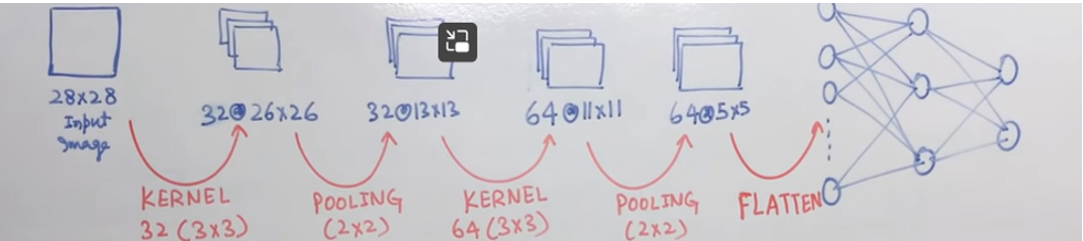 28x28
Input
Image
32@26x26
32@13x13
64@11x11
64@5x5
KERNEL
32 (3x3)
POOLING
(2x2)
KERNEL
64 (3x3)
POOLING
(2x2)
FLATTEN